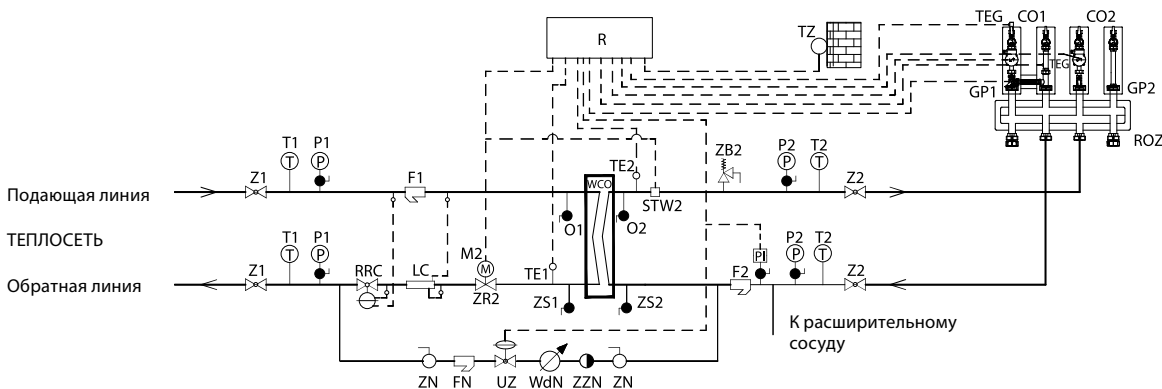 TEG CO1 CO2
R
TZ
TEG
GP1 GP2
ROZ
T1 P1
Z1 F1
TE2
WCO
STW2
ZB2
P2 T2
Z2
Подающая линия
O1 O2
ТЕПЛОСЕТЬ
T1 P1
Z1 RRC LC
M2
M
ZR2
TE1
ZS1 ZS2
PI
F2
P2 T2
Z2
Обратная линия
К расширительному
сосуду
ZN FN UZ WdN ZZN ZN
T
P
P
T
T
P
P
T